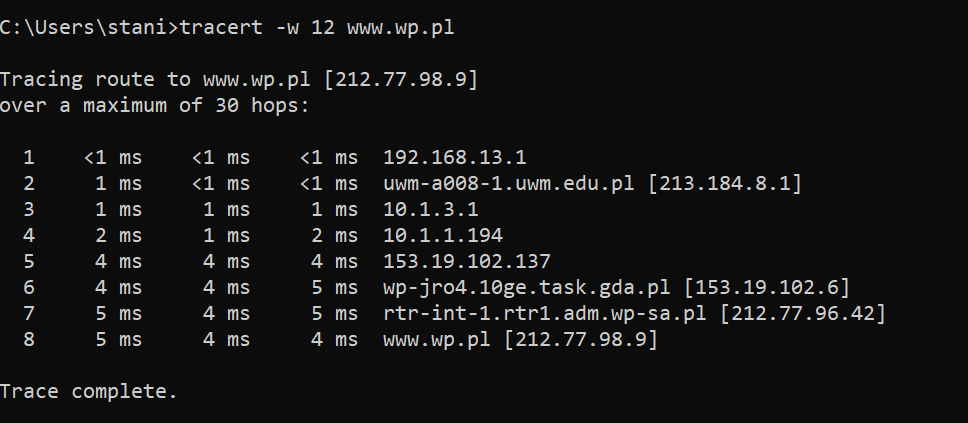 C:\Users\stani>tracert -w 12 www.wp.pl
Tracing route to www.wp.pl [212.77.98.9]
over a maximum of 30 hops:
1 <1 ms <1 ms <1 ms 192.168.13.1
2 1 ms <1 ms <1 ms uwm-a008-1.uwm.edu.pl [213.184.8.1]
3 1 ms 1 ms 1 ms 10.1.3.1
4 2 ms 1 ms 2 ms 10.1.1.194
5 4 ms 4 ms 4 ms 153.19.102.137
6 4 ms 4 ms 5 ms wp-jro4.10ge.task.gda.pl [153.19.102.6]
7 5 ms 4 ms 5 ms rtr-int-1.rtr1.adm.wp-sa.pl [212.77.96.42]
8 5 ms 4 ms 4 ms www.wp.pl [212.77.98.9]
Trace complete.